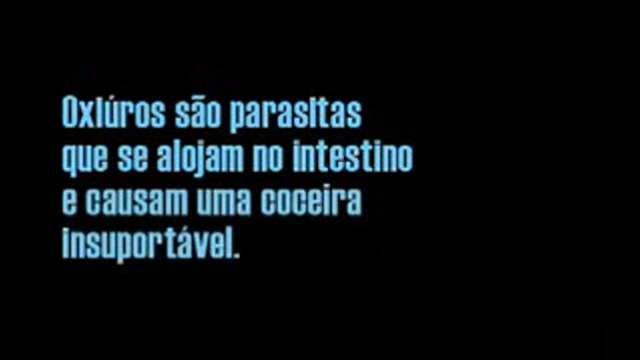 Oxiúros são parasitas
que se alojam no intestino
e causam uma coceira
insuportável.